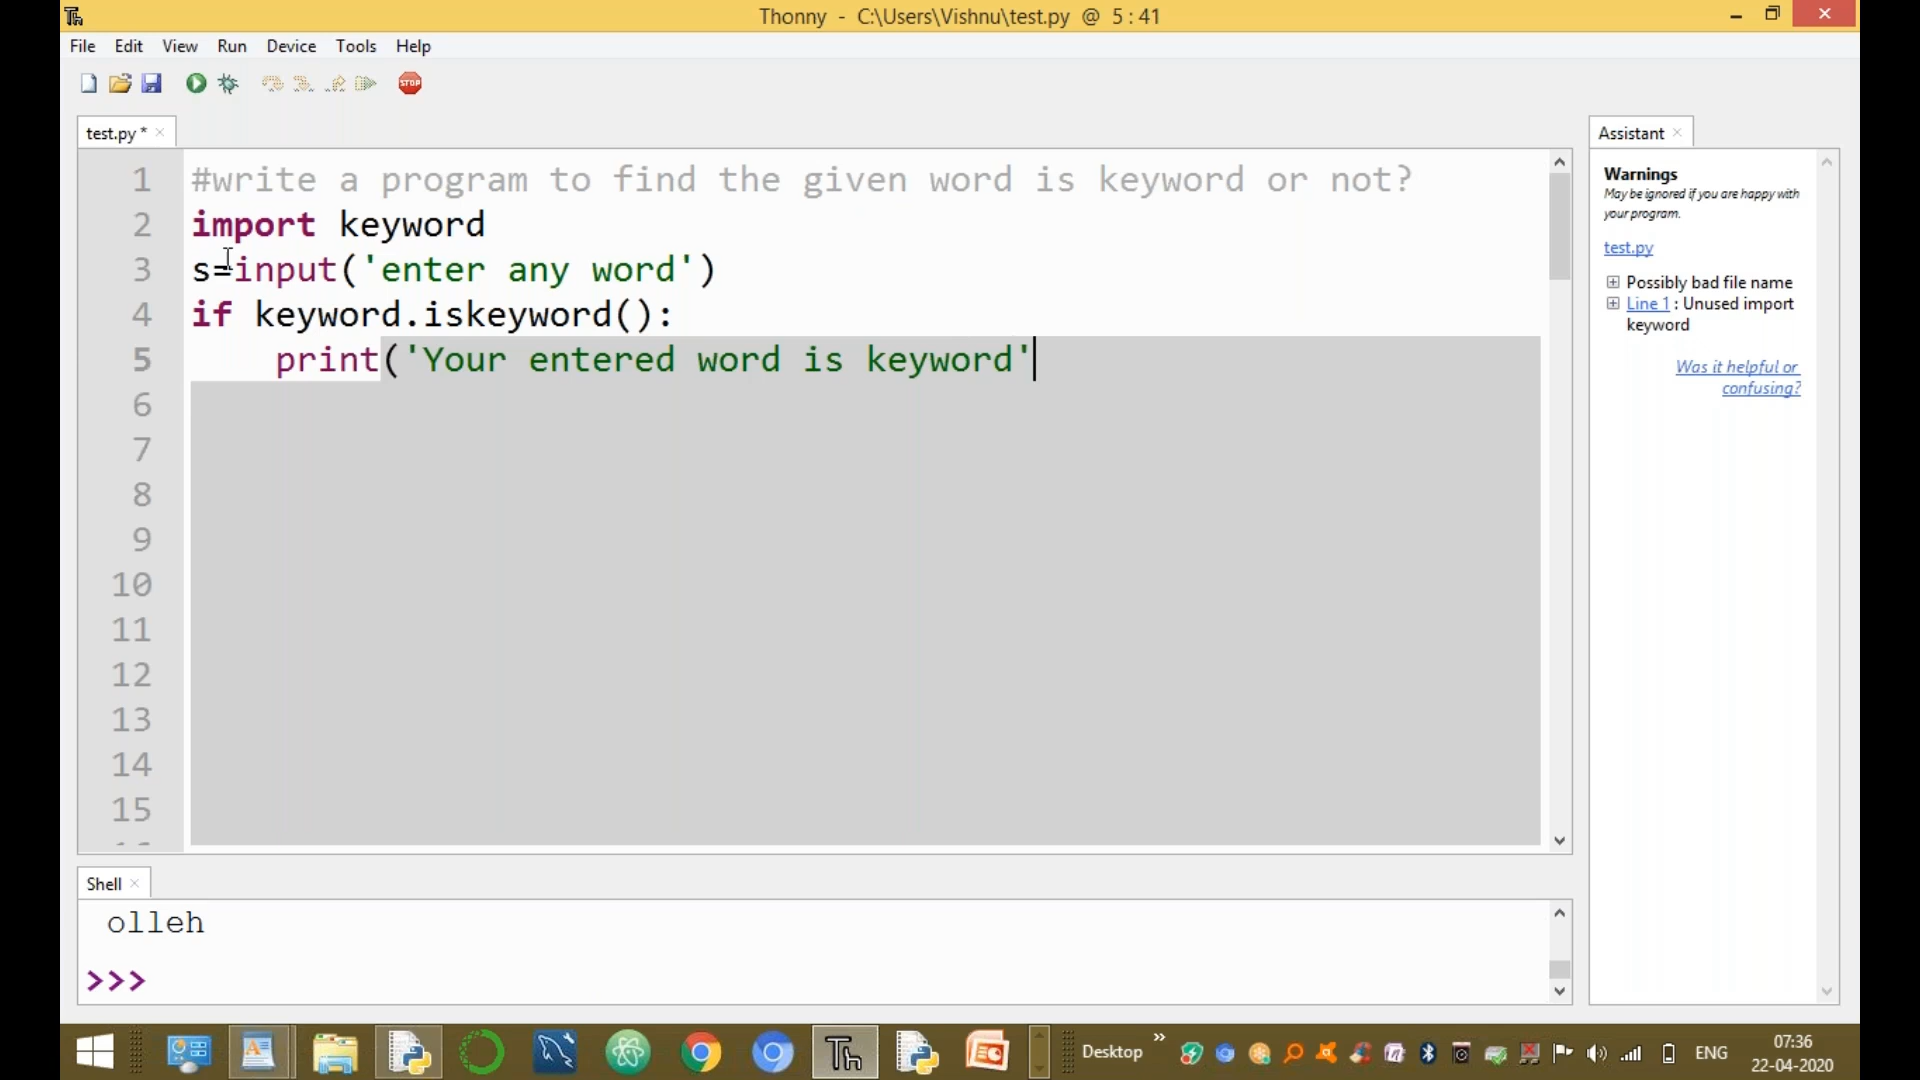 Thonny - C:\Users\Vishnu\test.py @ 5 : 41
File Edit View Run Device Tools Help
STOP
test.py *
1 #write a program to find the given word is keyword or not?
2 import keyword
3 s=input('enter any word')
4 if keyword.iskeyword():
5 print('Your entered word is keyword'
6
7
8
9
10
11
12
13
14
15
Assistant
Warnings
May be ignored if you are happy with
your program.
test.py
Possibly bad file name
Line 1 : Unused import
keyword
Was it helpful or
confusing?
Shell
olleh
>>>
Th
Desktop
»
ENG
07:36
22-04-2020